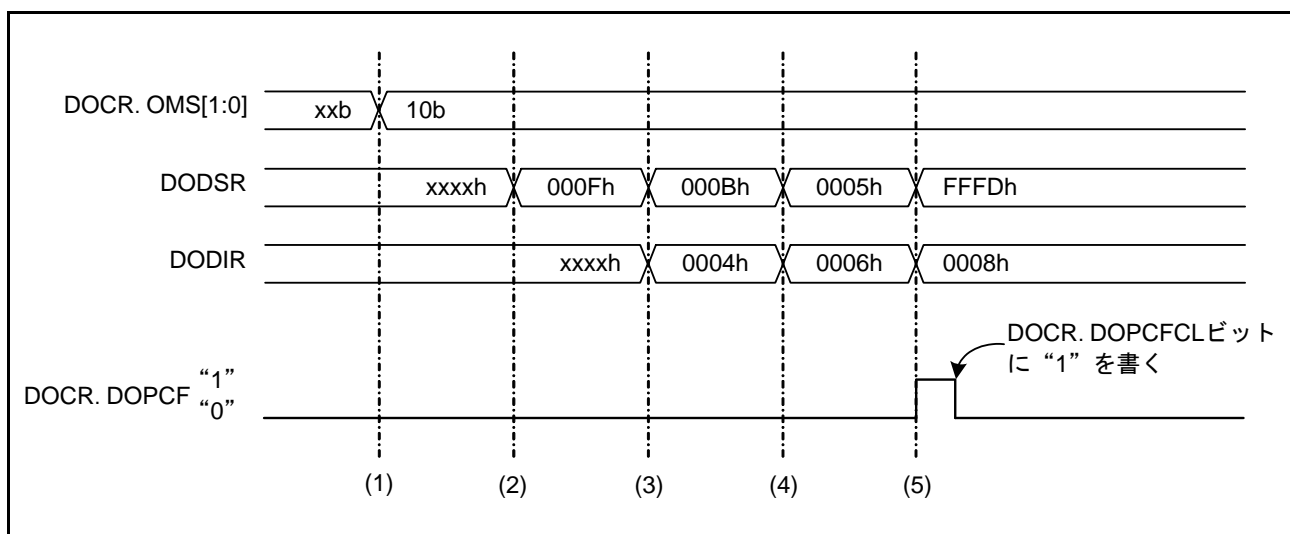 DOCR. OMS[1:0] xxb 10b
DODSR xxxxh 000Fh 000Bh 0005h FFFDh
DODIR xxxxh 0004h 0006h 0008h
DOCR. DOPCFCLビット
に“1”を書く
DOCR. DOPCF “1”
“0”
(1) (2) (3) (4) (5)